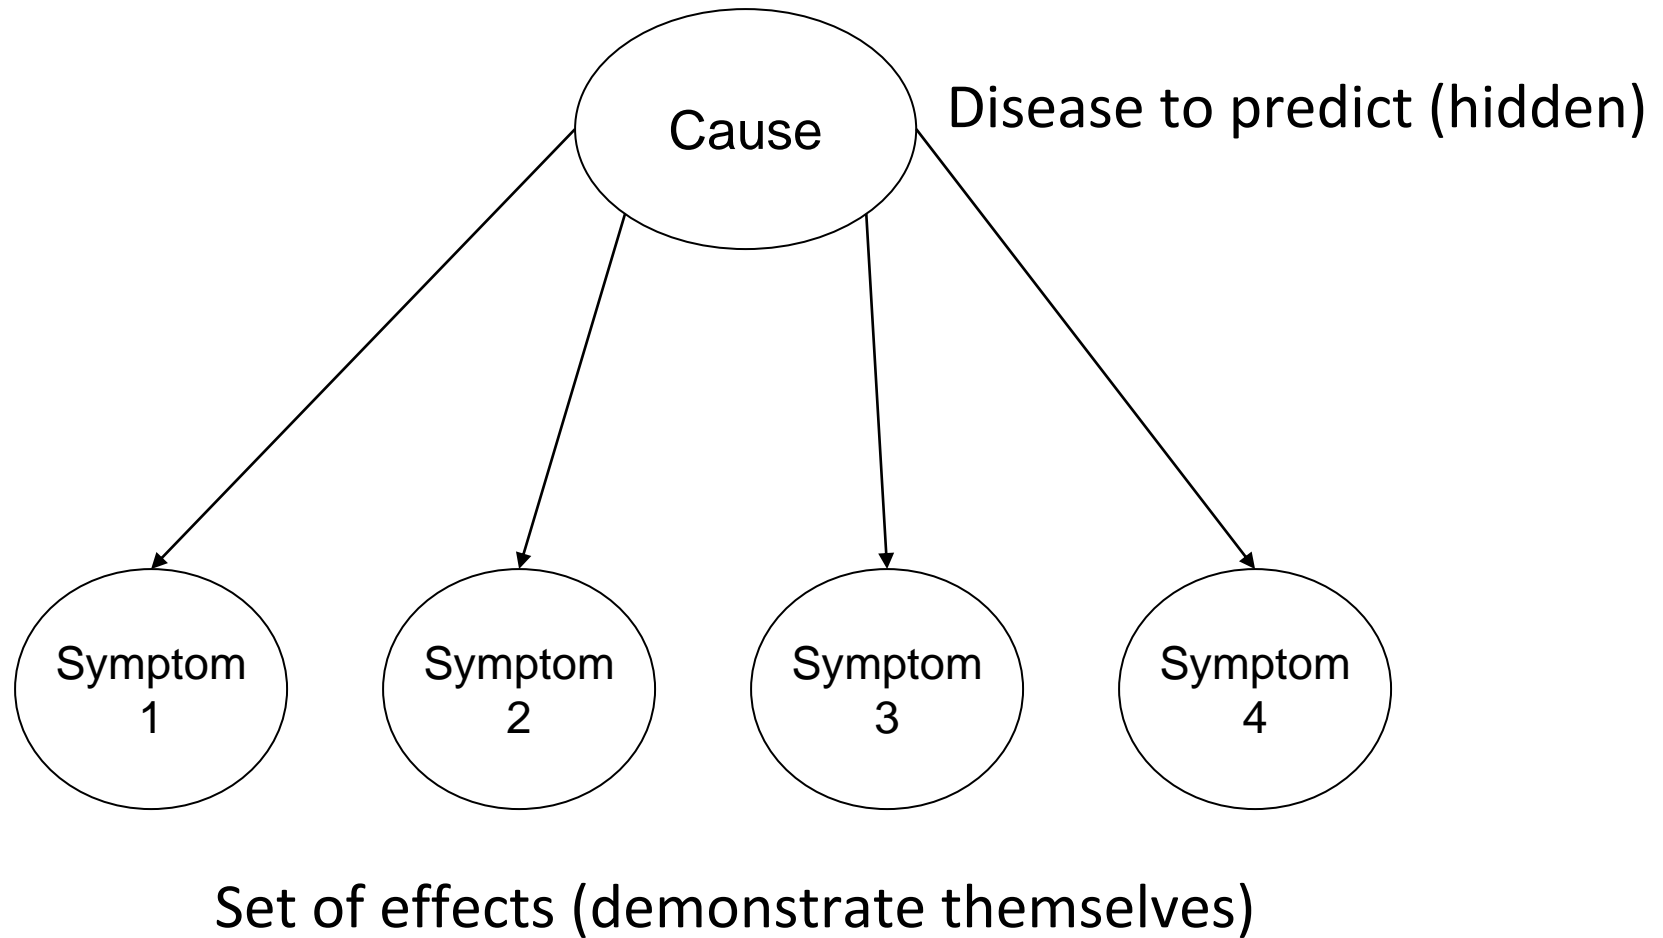 Cause
Disease to predict (hidden)
Symptom
1
Symptom
2
Symptom
3
Symptom
4
Set of effects (demonstrate themselves)